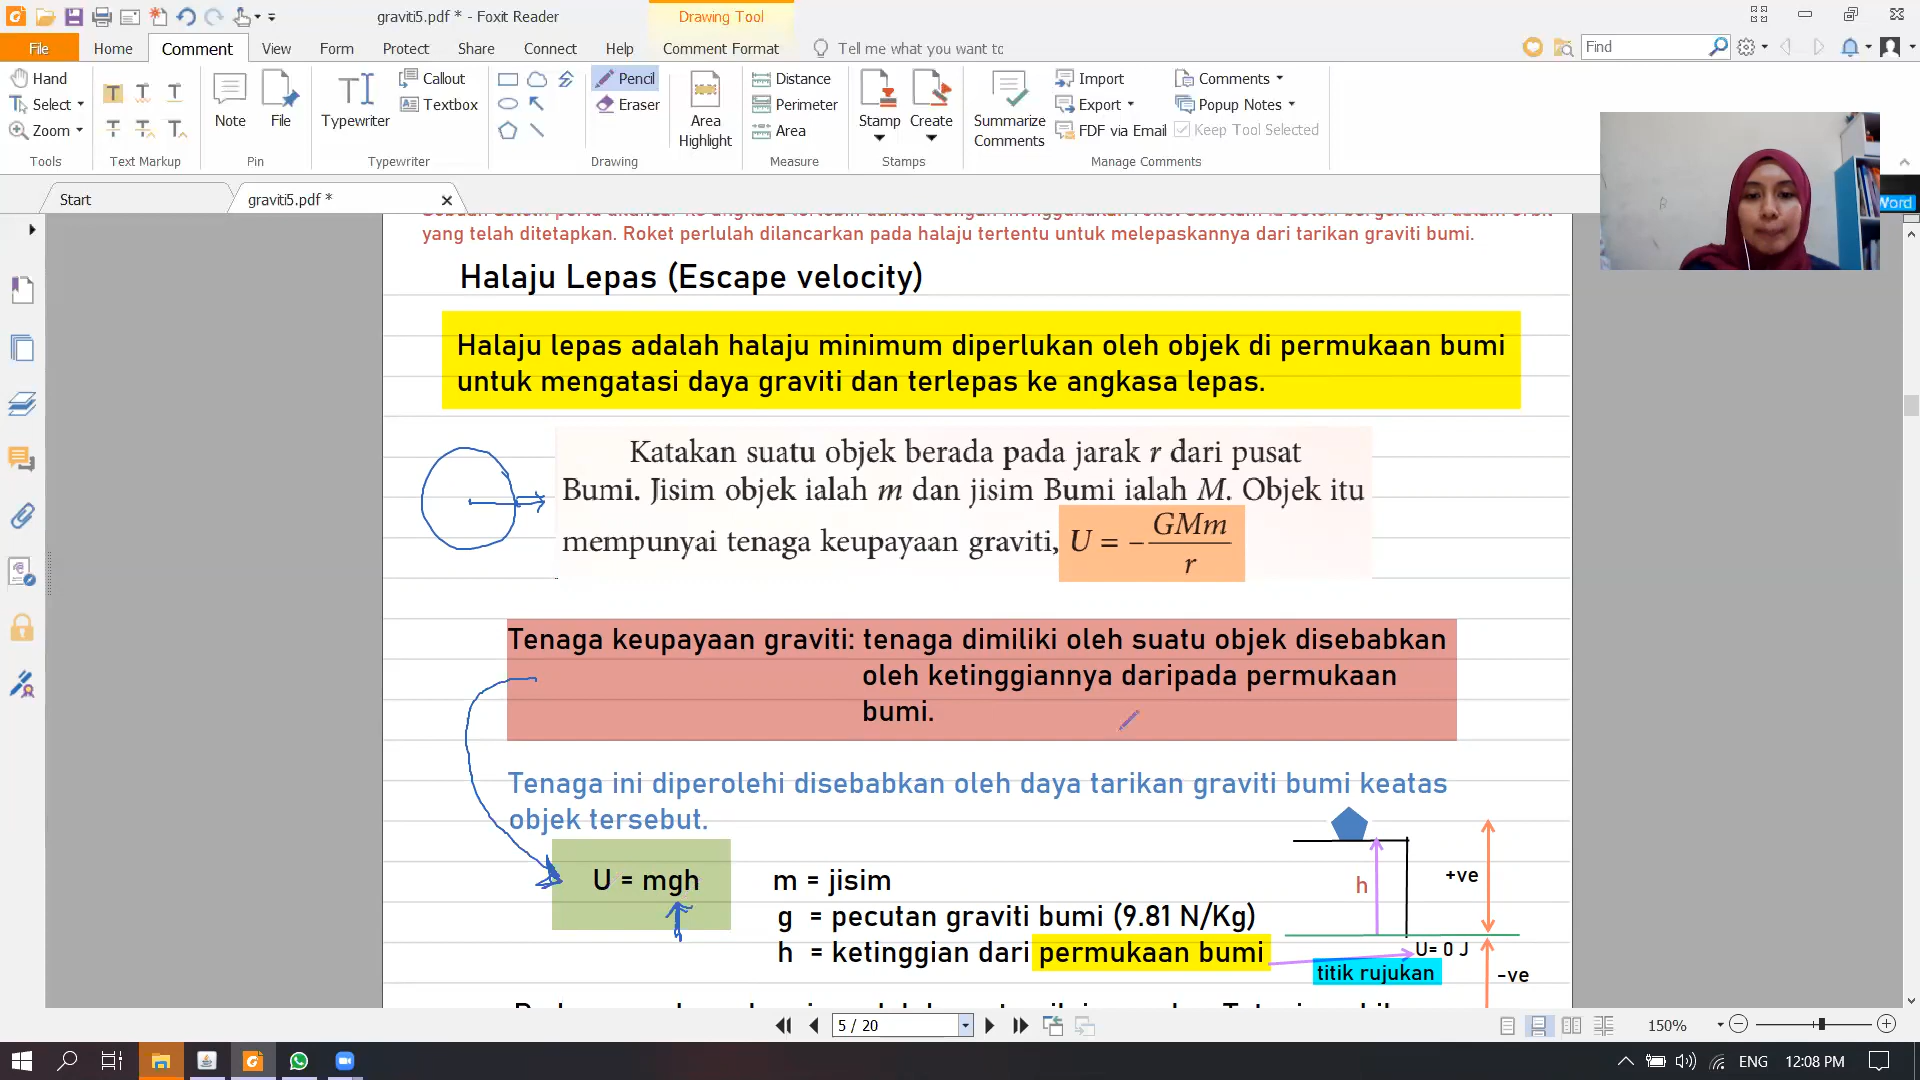 graviti5.pdf * - Foxit Reader
Drawing Tool
File
Home
Comment
View
Form
Protect
Share
Connect
Help
Comment Format
Tell me what you want to
Find
Hand
Select
Zoom
Tools
Text Markup
Note
File
Pin
Typewriter
Typewriter
Callout
Textbox
Pencil
Eraser
Drawing
Area
Highlight
Distance
Perimeter
Area
Measure
Stamp
Create
Stamps
Summarize
Comments
Import
Export
FDF via Email
Comments
Popup Notes
Keep Tool Selected
Manage Comments
Start
graviti5.pdf *
Word
yang telah ditetapkan. Roket perlulah dilancarkan pada halaju tertentu untuk melepaskannya dari tarikan graviti bumi.
Halaju Lepas (Escape velocity)
Halaju lepas adalah halaju minimum diperlukan oleh objek di permukaan bumi
untuk mengatasi daya graviti dan terlepas ke angkasa lepas.
Katakan suatu objek berada pada jarak r dari pusat
Bumi. Jisim objek ialah m dan jisim Bumi ialah M. Objek itu
mempunyai tenaga keupayaan graviti, U = - GMm / r
Tenaga keupayaan graviti: tenaga dimiliki oleh suatu objek disebabkan
oleh ketinggiannya daripada permukaan
bumi.
Tenaga ini diperolehi disebabkan oleh daya tarikan graviti bumi keatas
objek tersebut.
U = mgh
m = jisim
g = pecutan graviti bumi (9.81 N/Kg)
h = ketinggian dari permukaan bumi
h
+ve
U= 0 J
titik rujukan
-ve
5 / 20
150%
ENG
12:08 PM